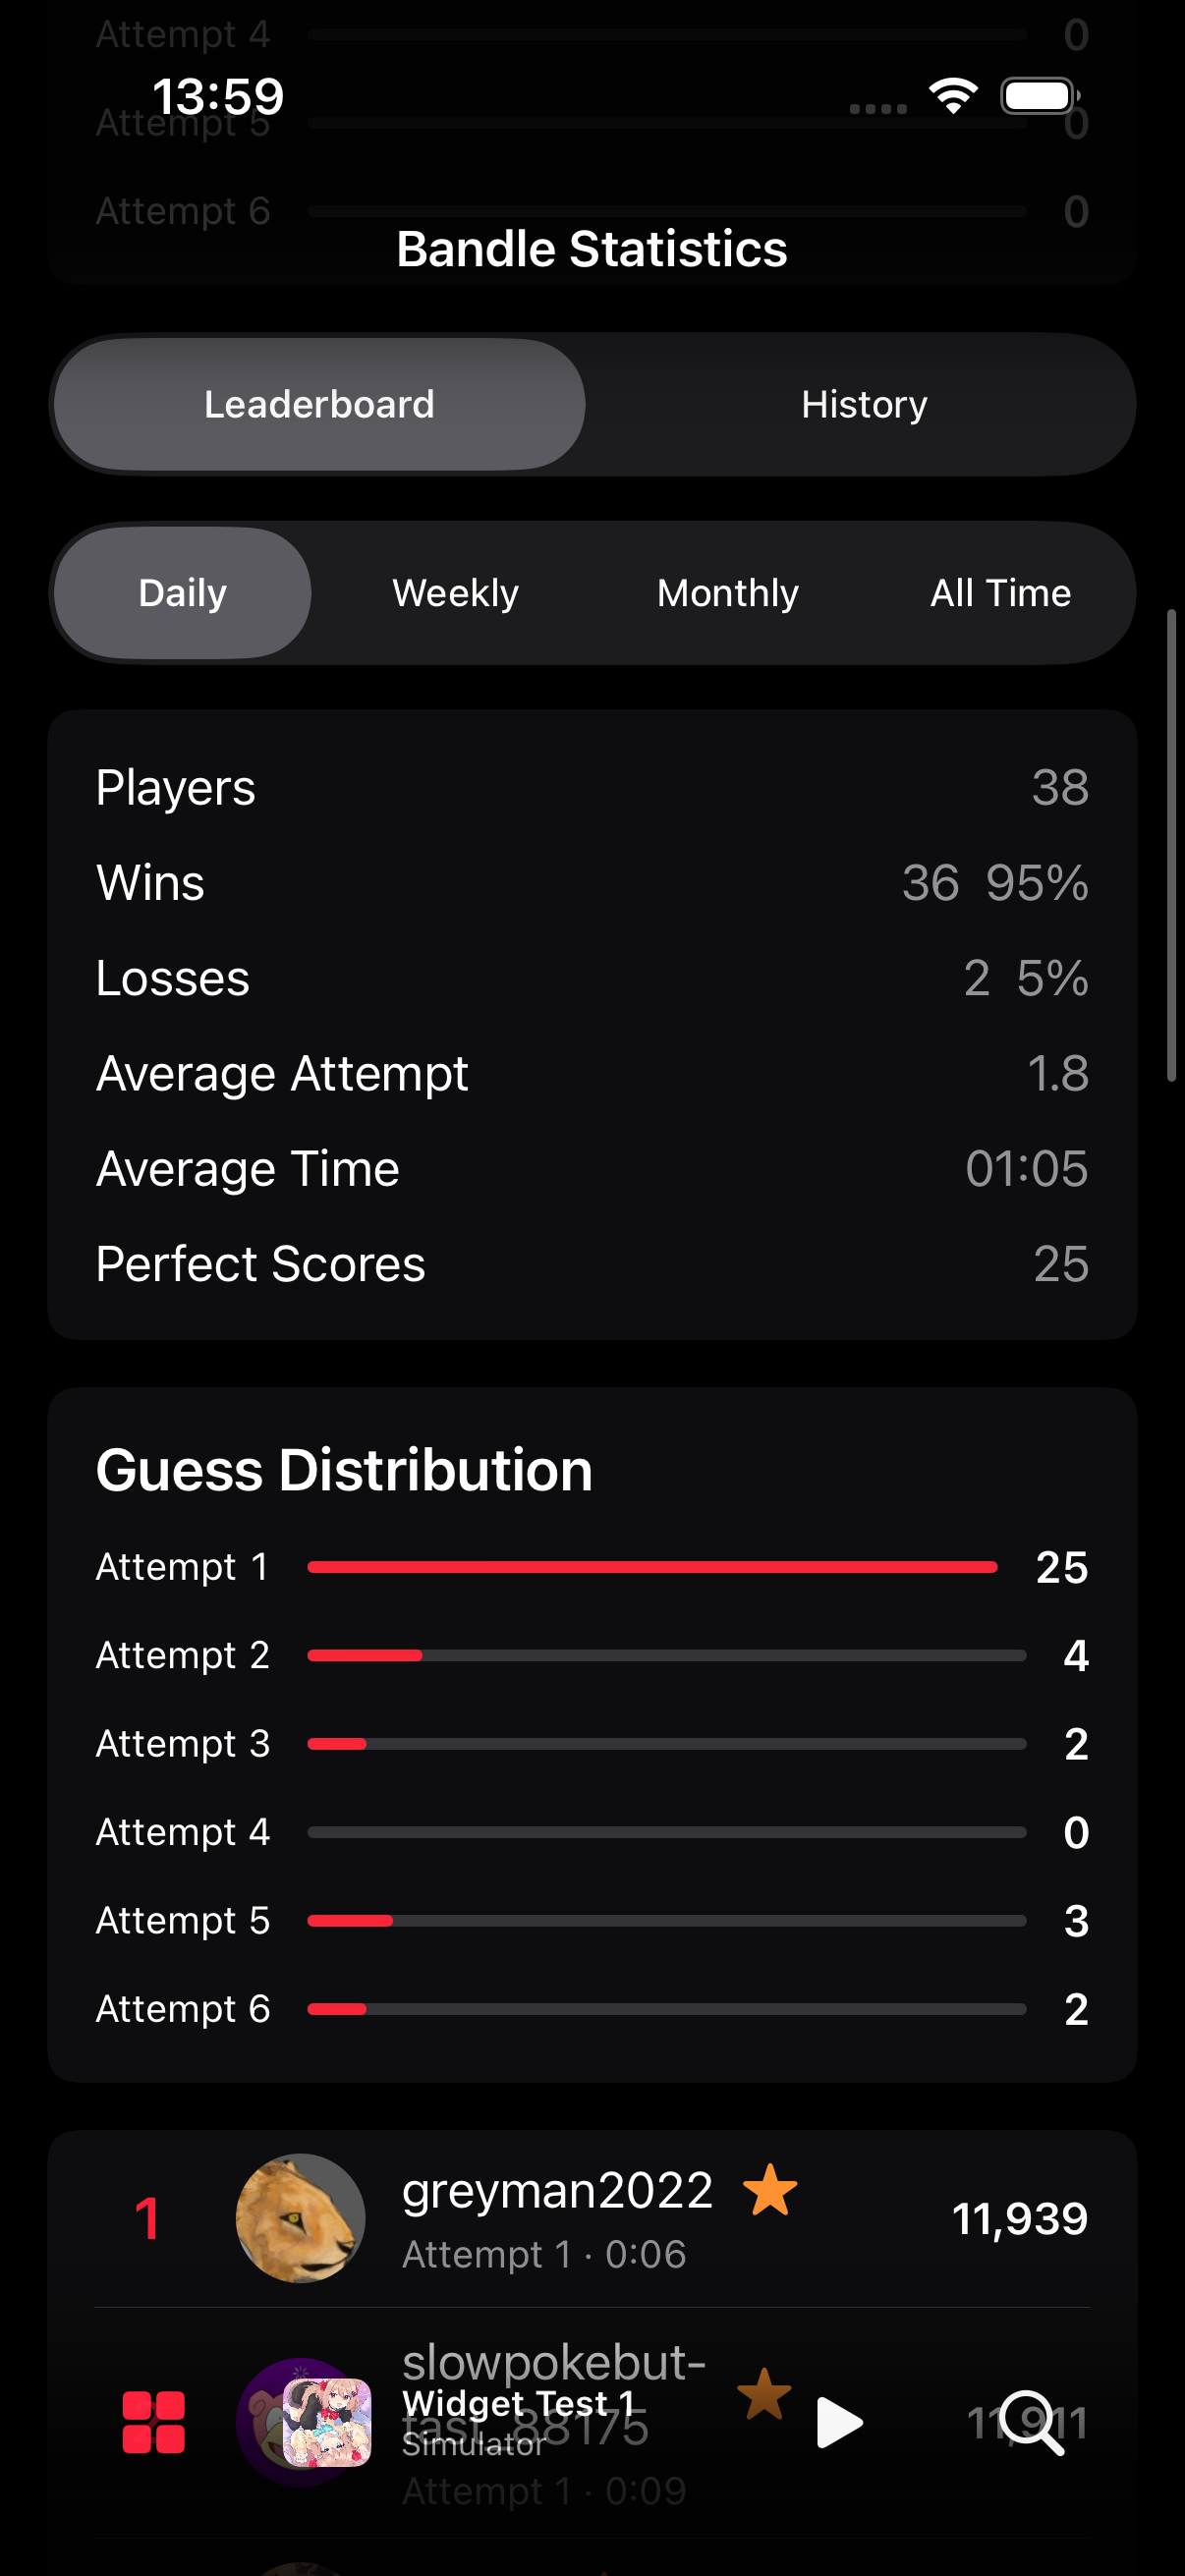 Attempt 4 0
13:59
Attempt 5 0
Attempt 6 0
Bandle Statistics
Leaderboard History
Daily Weekly Monthly All Time
Players 38
Wins 36 95%
Losses 2 5%
Average Attempt 1.8
Average Time 01:05
Perfect Scores 25
Guess Distribution
Attempt 1 25
Attempt 2 4
Attempt 3 2
Attempt 4 0
Attempt 5 3
Attempt 6 2
1 greyman2022 11,939
Attempt 1 · 0:06
slowpokebut-
Widget Test 1
fast_88175 11,911
Simulator
Attempt 1 · 0:09